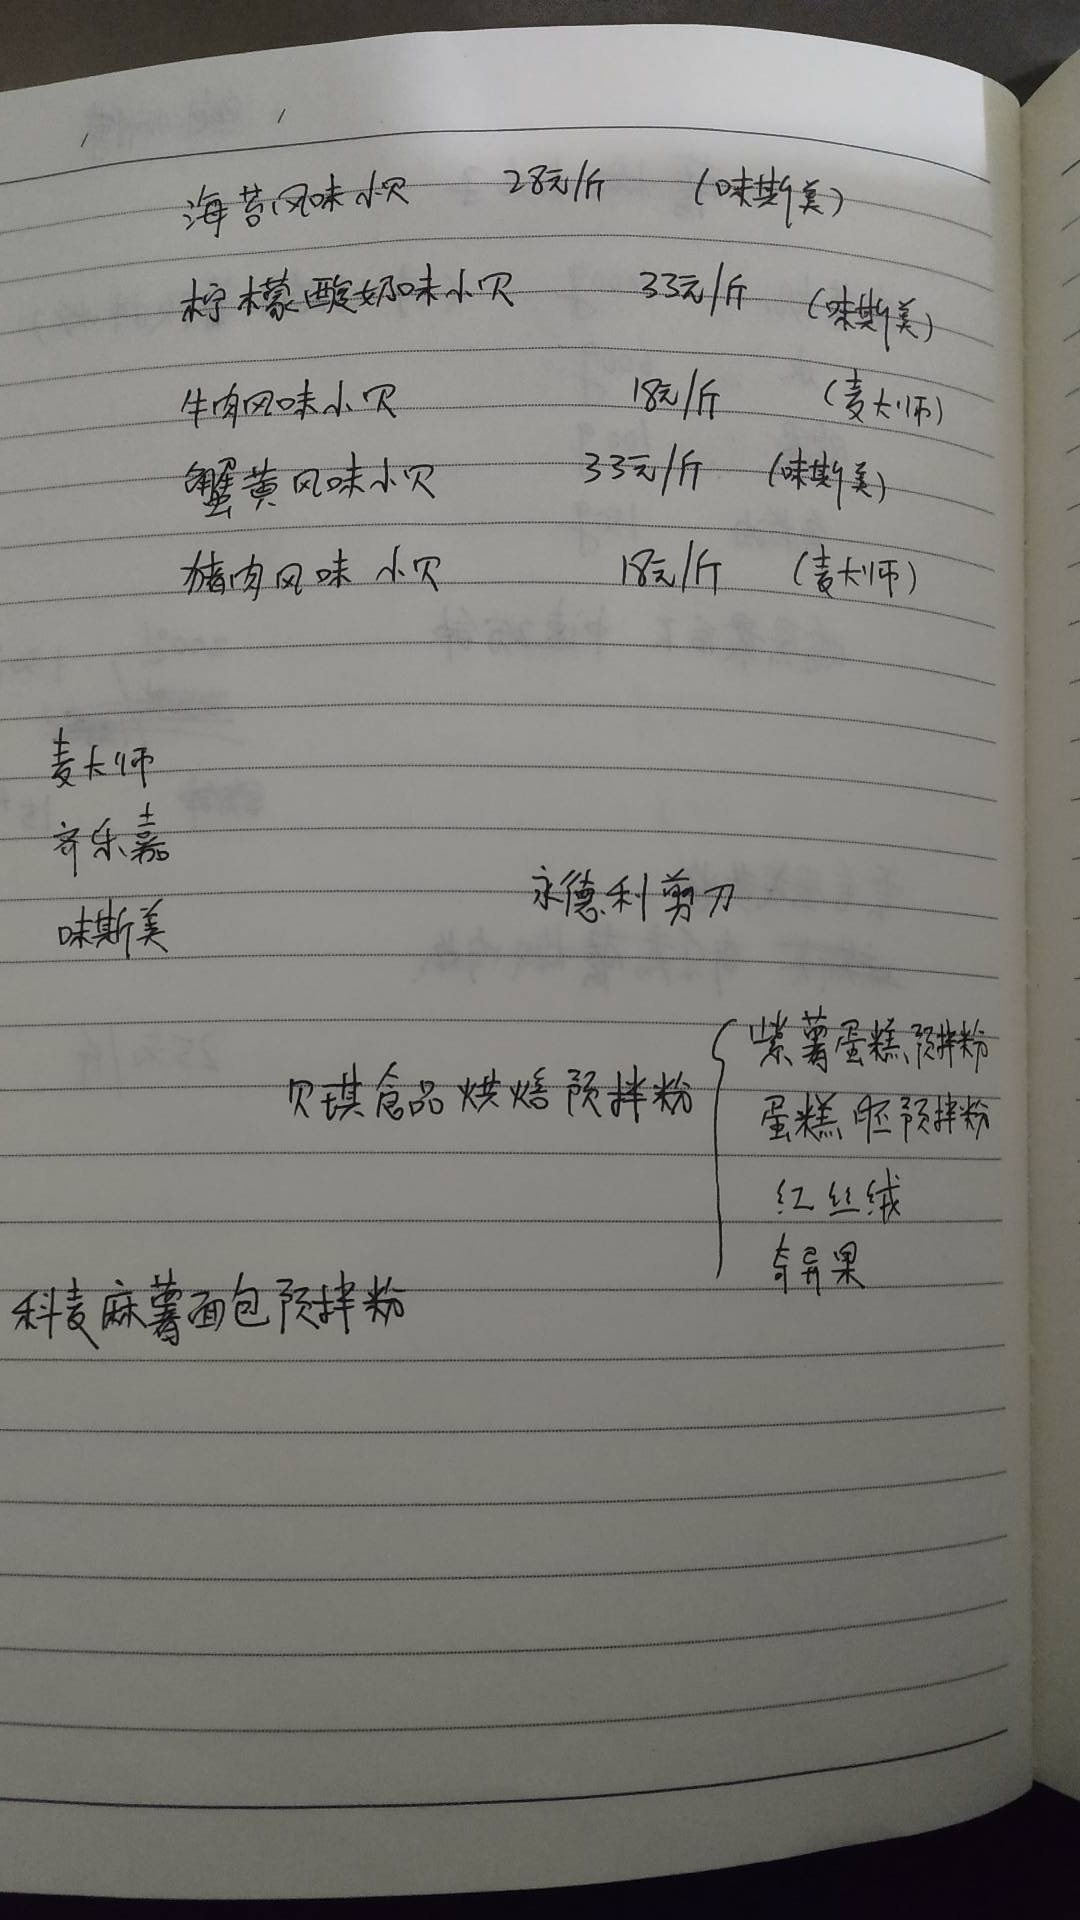 海苔风味小贝 28元/斤 (味斯美)
柠檬酸奶味小贝 33元/斤 (味斯美)
牛肉风味小贝 18元/斤 (麦大师)
蟹黄风味小贝 33元/斤 (味斯美)
猪肉风味小贝 18元/斤 (麦大师)
麦大师
齐乐嘉
味斯美
永德利剪刀
贝琪食品烘焙预拌粉
紫薯蛋糕预拌粉
蛋糕胚预拌粉
红丝绒
奇异果
科麦麻薯面包预拌粉